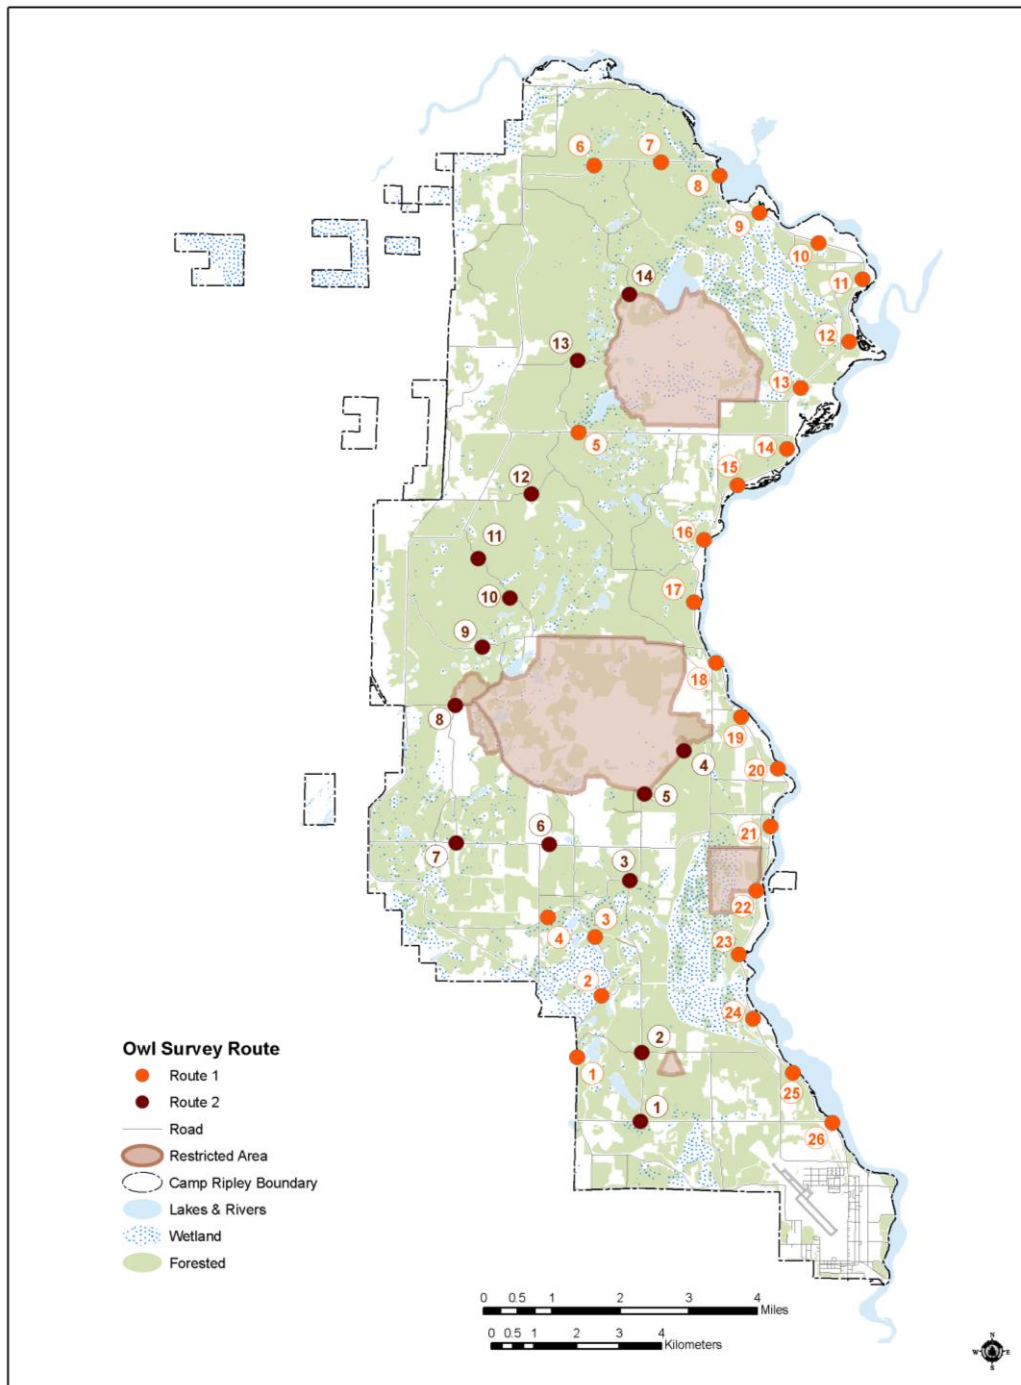 6
7
8
9
10
11
14
12
13
13
5
14
15
12
11
16
10
17
9
18
8
19
4
20
5
21
6
7
3
22
4
3
23
2
24
2
1
25
1
26
Owl Survey Route
Route 1
Route 2
Road
Restricted Area
Camp Ripley Boundary
Lakes & Rivers
Wetland
Forested
0 0.5 1 2 3 4
Miles
0 0.5 1 2 3 4
Kilometers
N
W E
S